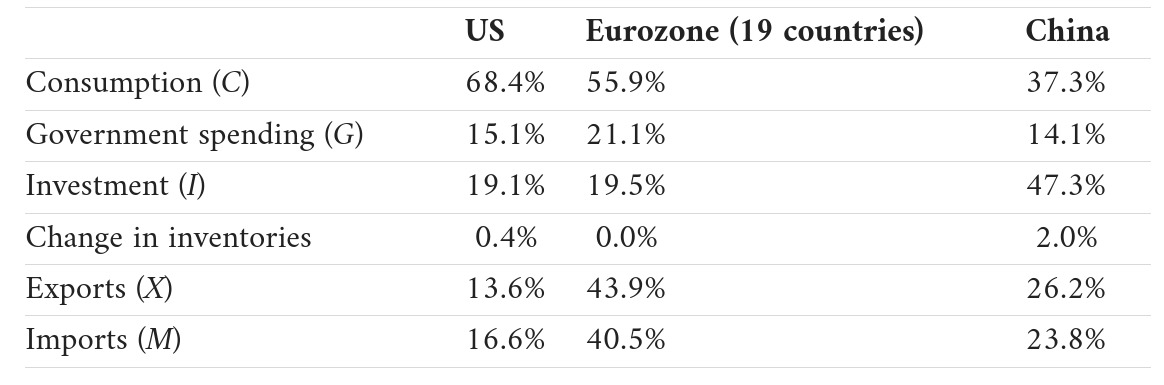 US Eurozone (19 countries) China
Consumption (C) 68.4% 55.9% 37.3%
Government spending (G) 15.1% 21.1% 14.1%
Investment (I) 19.1% 19.5% 47.3%
Change in inventories 0.4% 0.0% 2.0%
Exports (X) 13.6% 43.9% 26.2%
Imports (M) 16.6% 40.5% 23.8%